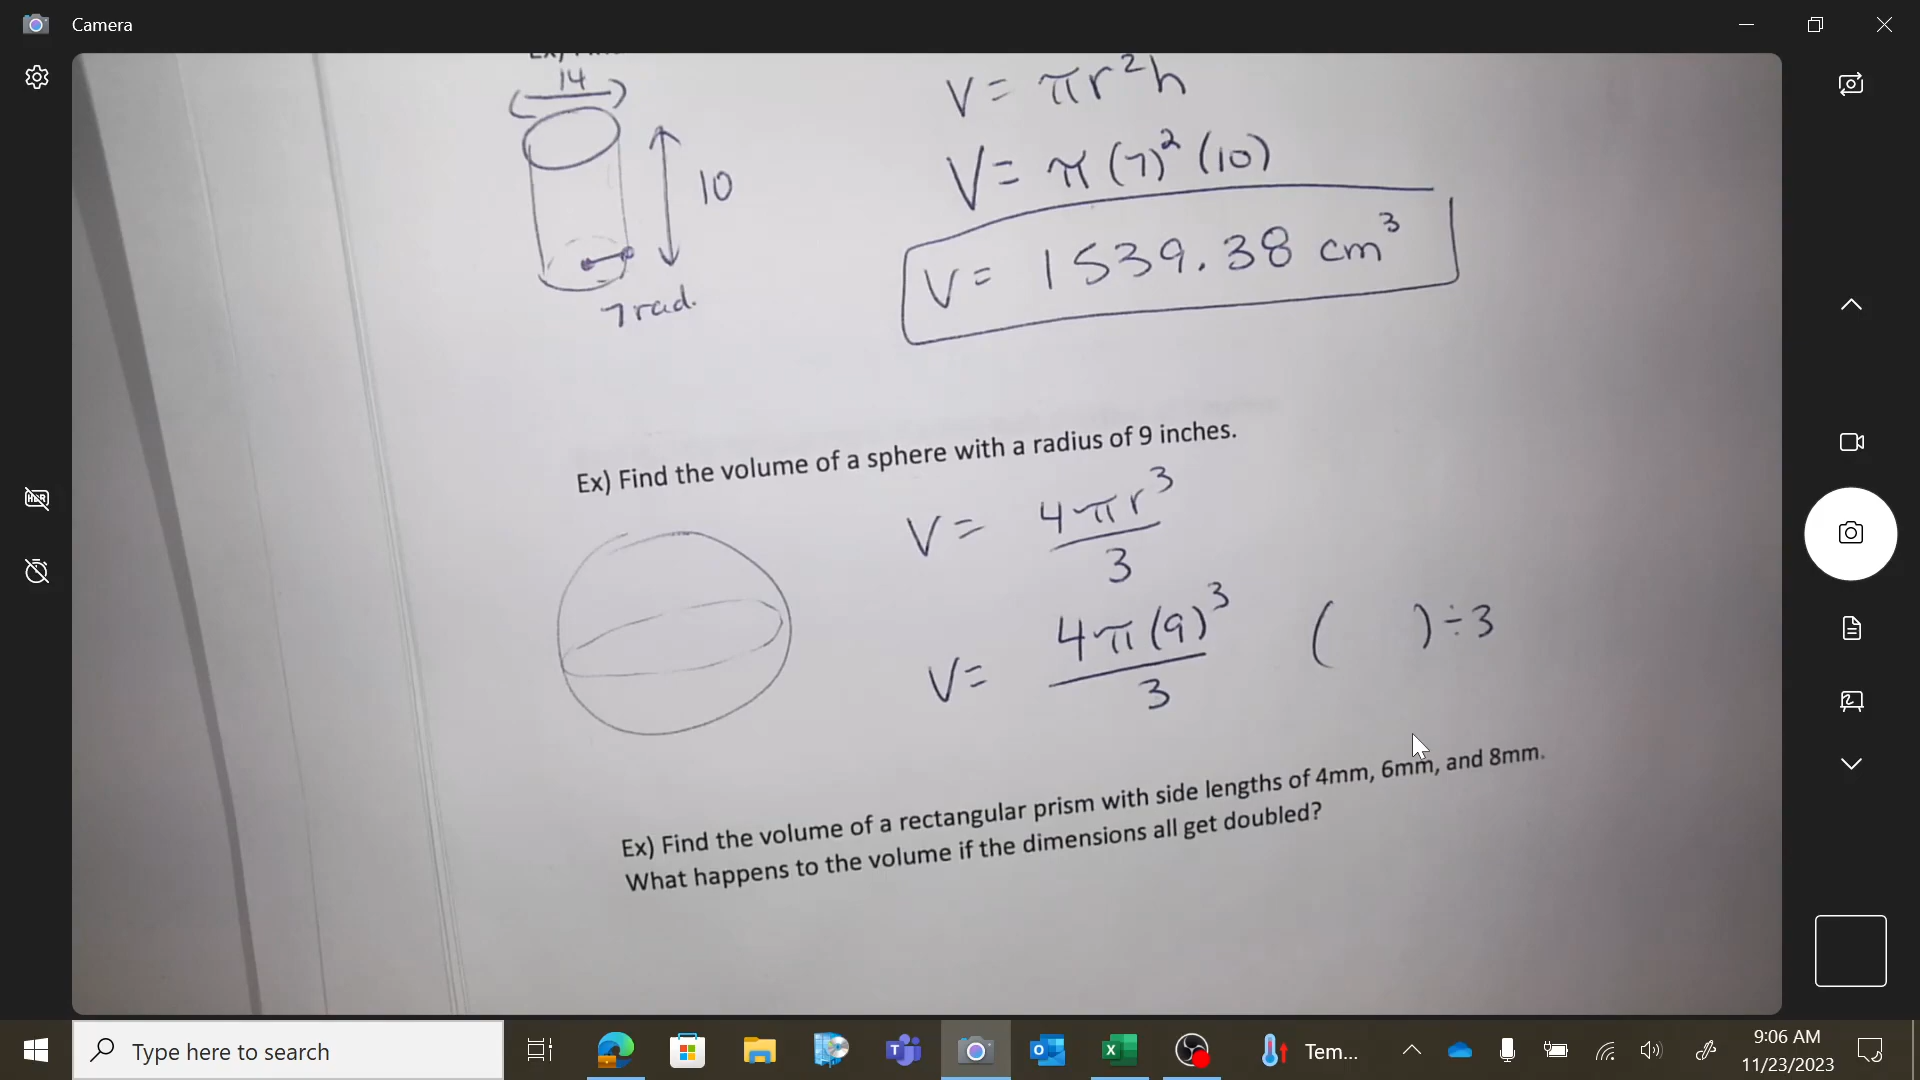 Camera
14
10
7 rad.
V = πr²h
V = π(7)²(10)
V = 1539.38 cm³
Ex) Find the volume of a sphere with a radius of 9 inches.
V = 4πr³
3
V = 4π(9)³ ( ) ÷ 3
3
Ex) Find the volume of a rectangular prism with side lengths of 4mm, 6mm, and 8mm.
What happens to the volume if the dimensions all get doubled?
Type here to search
Tem...
9:06 AM
11/23/2023